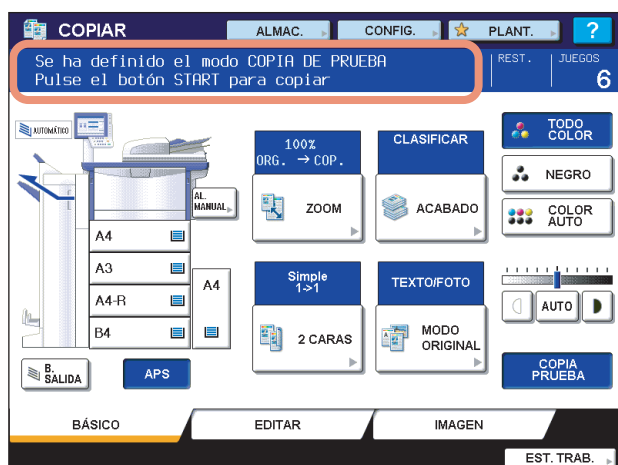 COPIAR
ALMAC.
CONFIG.
PLANT.
?
Se ha definido el modo COPIA DE PRUEBA
Pulse el botón START para copiar
REST.
JUEGOS
6
AUTOMÁTICO
AL.
MANUAL
A4
A3
A4-R
B4
A4
B.
SALIDA
APS
100%
ORG. → COP.
ZOOM
CLASIFICAR
ACABADO
Simple
1->1
2 CARAS
TEXTO/FOTO
MODO
ORIGINAL
TODO
COLOR
NEGRO
COLOR
AUTO
AUTO
COPIA
PRUEBA
BÁSICO
EDITAR
IMAGEN
EST. TRAB.